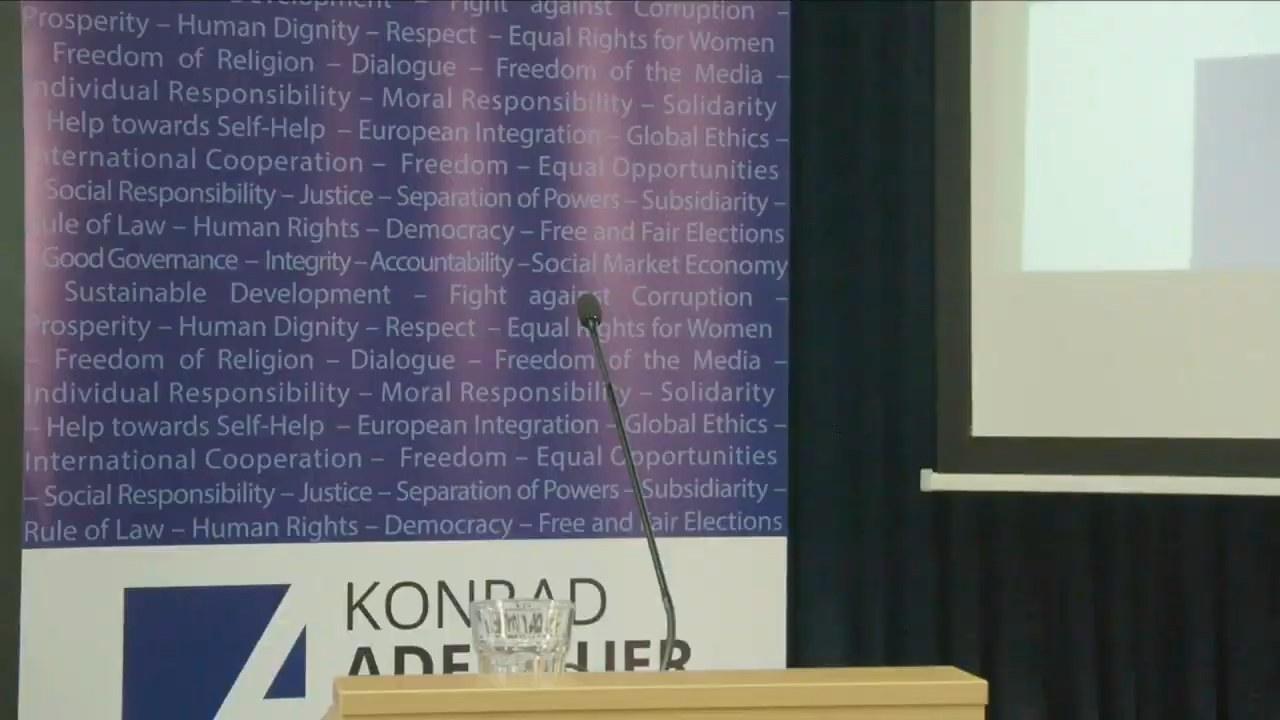 Development – Fight against Corruption –
Prosperity – Human Dignity – Respect – Equal Rights for Women
Freedom of Religion – Dialogue – Freedom of the Media –
Individual Responsibility – Moral Responsibility – Solidarity
Help towards Self-Help – European Integration – Global Ethics –
International Cooperation – Freedom – Equal Opportunities
Social Responsibility – Justice – Separation of Powers – Subsidiarity –
Rule of Law – Human Rights – Democracy – Free and Fair Elections
Good Governance – Integrity – Accountability – Social Market Economy
Sustainable Development – Fight against Corruption –
Prosperity – Human Dignity – Respect – Equal Rights for Women
– Freedom of Religion – Dialogue – Freedom of the Media –
Individual Responsibility – Moral Responsibility – Solidarity
– Help towards Self-Help – European Integration – Global Ethics –
International Cooperation – Freedom – Equal Opportunities
– Social Responsibility – Justice – Separation of Powers – Subsidiarity –
Rule of Law – Human Rights – Democracy – Free and Fair Elections
KONRAD
ADENAUER